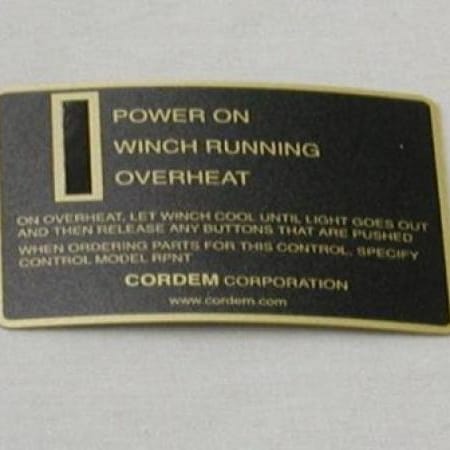 POWER ON
WINCH RUNNING
OVERHEAT
ON OVERHEAT, LET WINCH COOL UNTIL LIGHT GOES OUT
AND THEN RELEASE ANY BUTTONS THAT ARE PUSHED
WHEN ORDERING PARTS FOR THIS CONTROL, SPECIFY
CONTROL MODEL RPNT
CORDEM CORPORATION
www.cordem.com